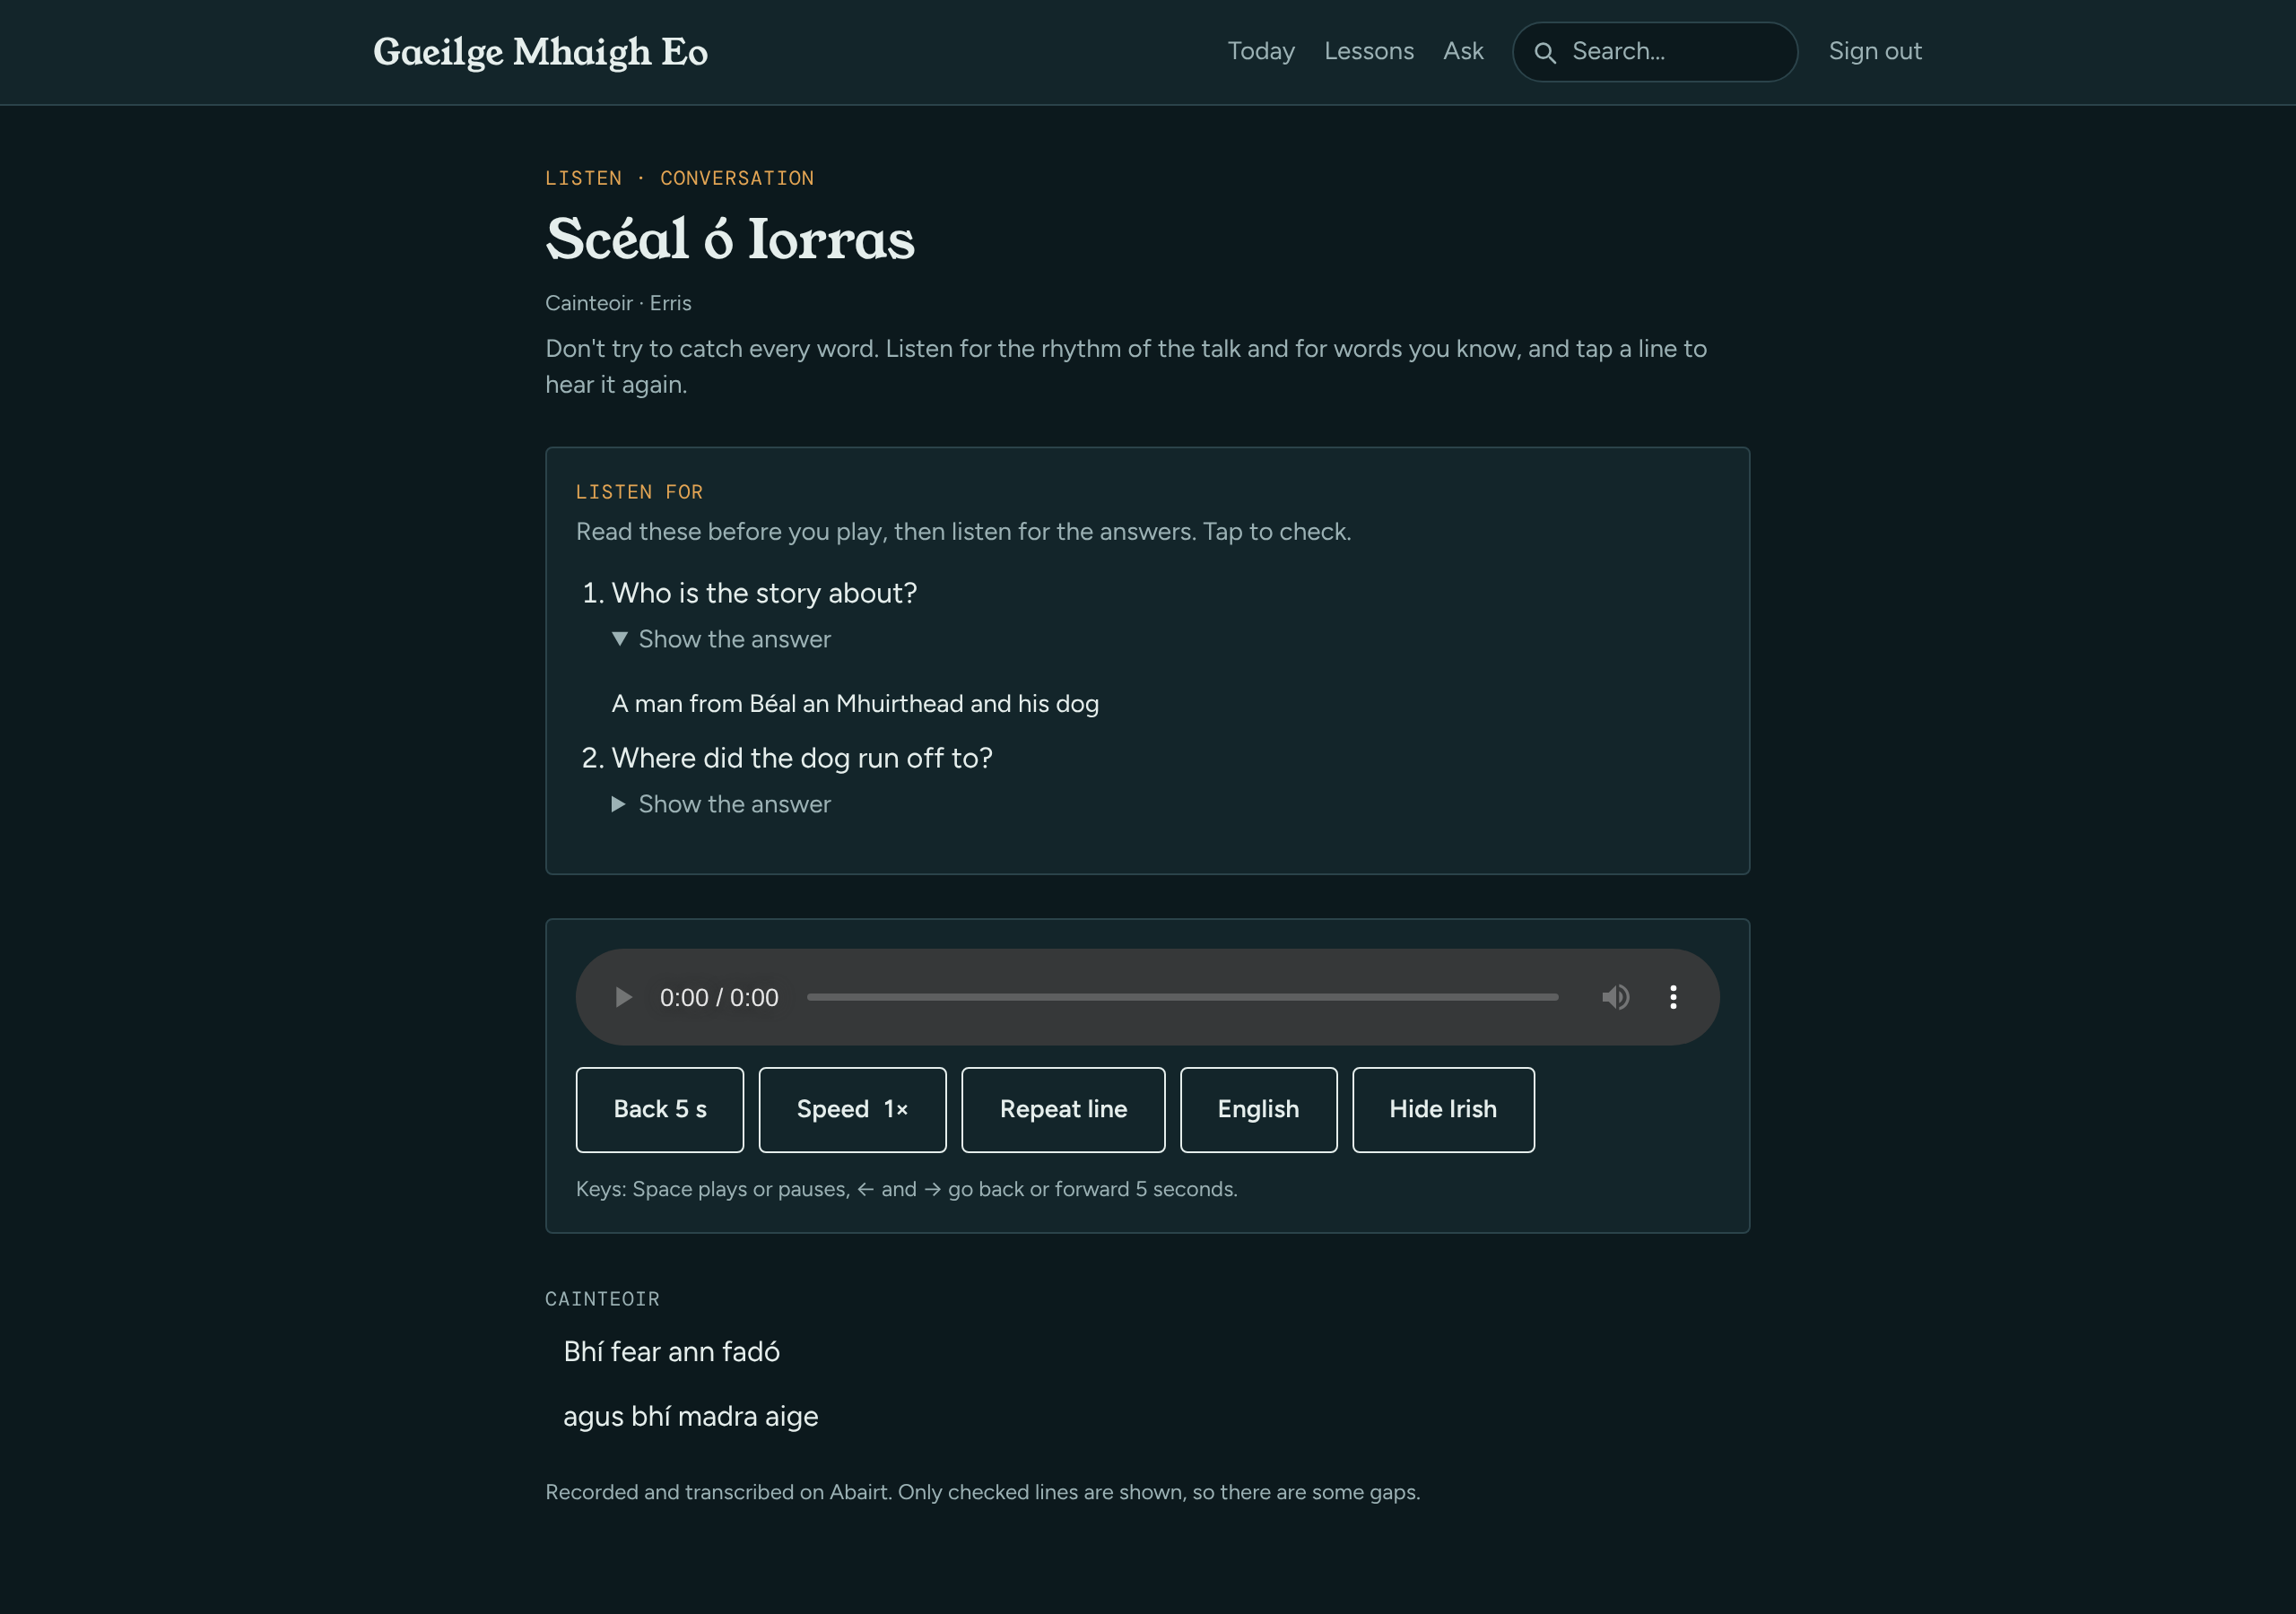 Gaeilge Mhaigh Eo
Today Lessons Ask Search... Sign out
LISTEN · CONVERSATION
Scéal ó Iorras
Cainteoir · Erris
Don't try to catch every word. Listen for the rhythm of the talk and for words you know, and tap a line to
hear it again.
LISTEN FOR
Read these before you play, then listen for the answers. Tap to check.
1. Who is the story about?
▼ Show the answer
A man from Béal an Mhuirthead and his dog
2. Where did the dog run off to?
▶ Show the answer
0:00 / 0:00
Back 5 s Speed 1× Repeat line English Hide Irish
Keys: Space plays or pauses, ← and → go back or forward 5 seconds.
CAINTEOIR
Bhí fear ann fadó
agus bhí madra aige
Recorded and transcribed on Abairt. Only checked lines are shown, so there are some gaps.